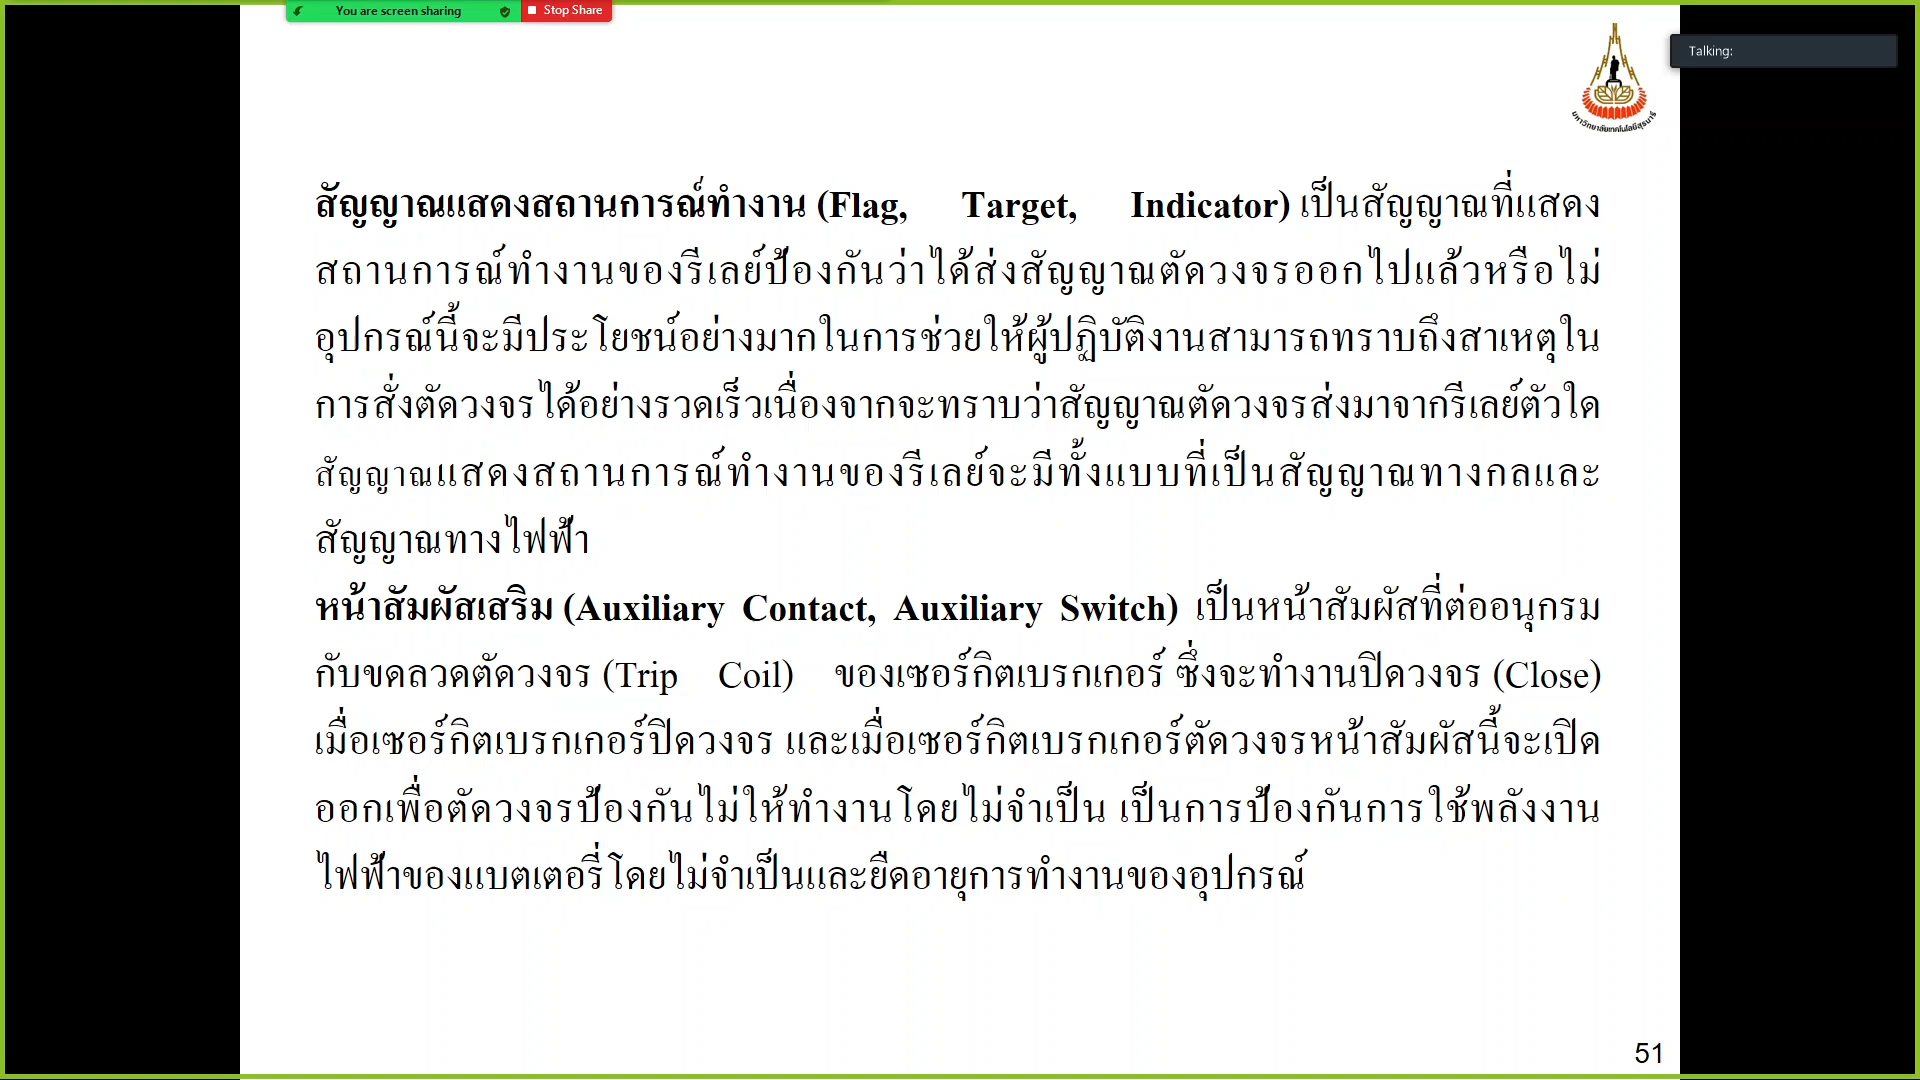 You are screen sharing
Stop Share
Talking:
มหาวิทยาลัยเทคโนโลยีสุรนารี
สัญญาณแสดงสถานการณ์ทำงาน (Flag, Target, Indicator) เป็นสัญญาณที่แสดง
สถานการณ์ทำงานของรีเลย์ป้องกันว่าได้ส่งสัญญาณตัดวงจรออกไปแล้วหรือไม่
อุปกรณ์นี้จะมีประโยชน์อย่างมากในการช่วยให้ผู้ปฏิบัติงานสามารถทราบถึงสาเหตุใน
การสั่งตัดวงจรได้อย่างรวดเร็วเนื่องจากจะทราบว่าสัญญาณตัดวงจรส่งมาจากรีเลย์ตัวใด
สัญญาณแสดงสถานการณ์ทำงานของรีเลย์จะมีทั้งแบบที่เป็นสัญญาณทางกลและ
สัญญาณทางไฟฟ้า
หน้าสัมผัสเสริม (Auxiliary Contact, Auxiliary Switch) เป็นหน้าสัมผัสที่ต่ออนุกรม
กับขดลวดตัดวงจร (Trip Coil) ของเซอร์กิตเบรกเกอร์ ซึ่งจะทำงานปิดวงจร (Close)
เมื่อเซอร์กิตเบรกเกอร์ปิดวงจร และเมื่อเซอร์กิตเบรกเกอร์ตัดวงจรหน้าสัมผัสนี้จะเปิด
ออกเพื่อตัดวงจรป้องกันไม่ให้ทำงานโดยไม่จำเป็น เป็นการป้องกันการใช้พลังงาน
ไฟฟ้าของแบตเตอรี่โดยไม่จำเป็นและยืดอายุการทำงานของอุปกรณ์
51